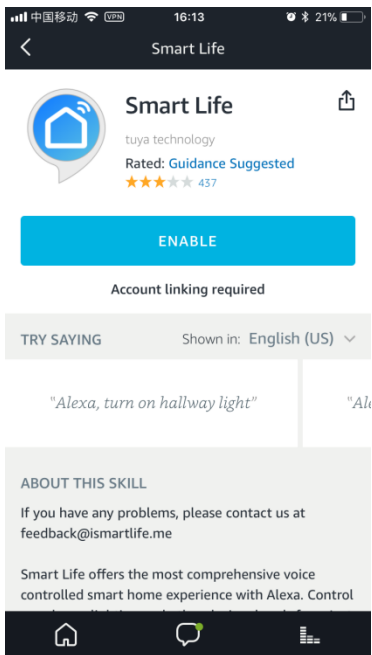 中国移动 VPN 16:13 21%
Smart Life
Smart Life
tuya technology
Rated: Guidance Suggested
437
ENABLE
Account linking required
TRY SAYING Shown in: English (US)
"Alexa, turn on hallway light" "Ale
ABOUT THIS SKILL
If you have any problems, please contact us at
feedback@ismartlife.me
Smart Life offers the most comprehensive voice
controlled smart home experience with Alexa. Control